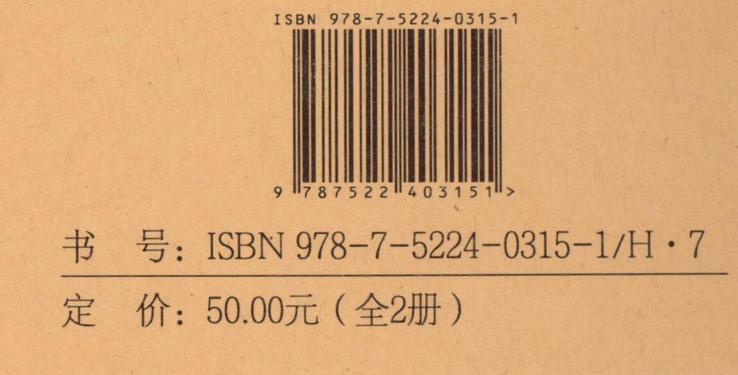 ISBN 978-7-5224-0315-1
9 787522 403151 >
书 号：ISBN 978-7-5224-0315-1/H·7
定 价：50.00元（全2册）